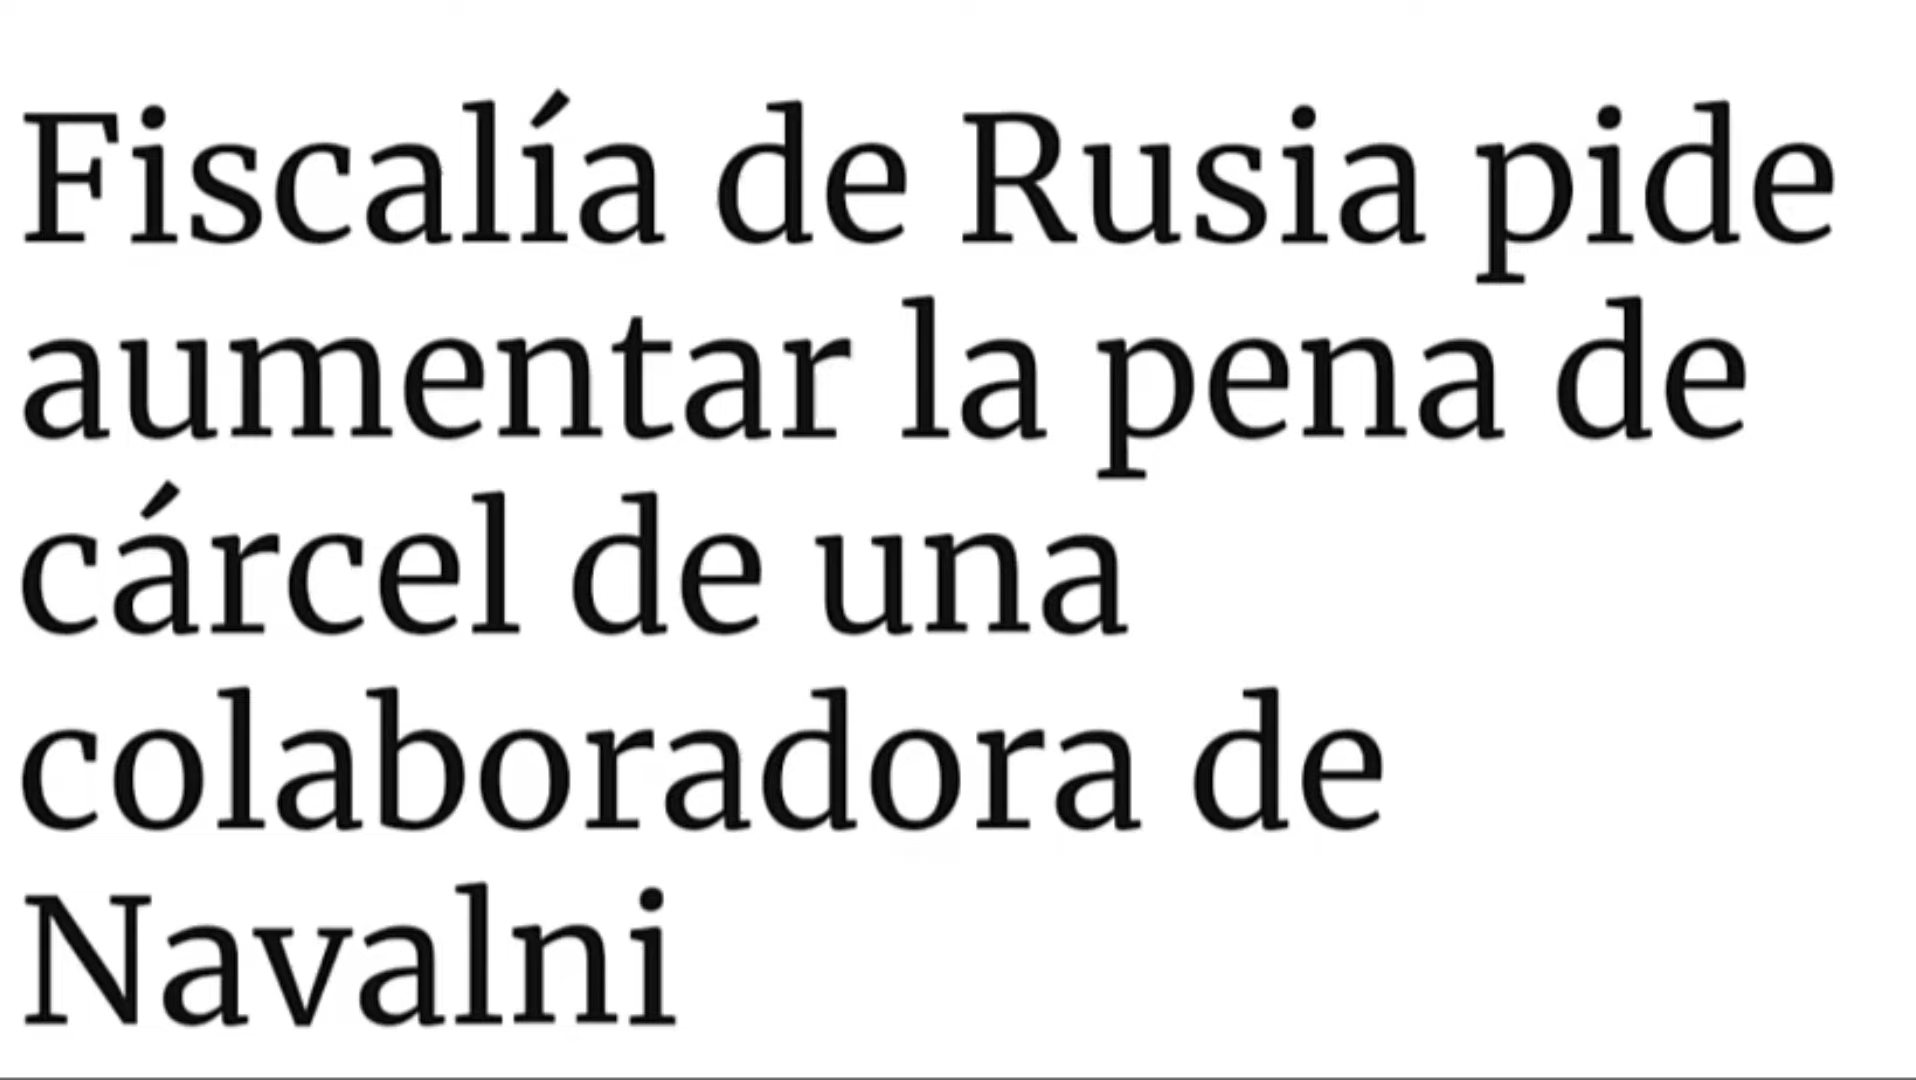 Fiscalía de Rusia pide
aumentar la pena de
cárcel de una
colaboradora de
Navalni